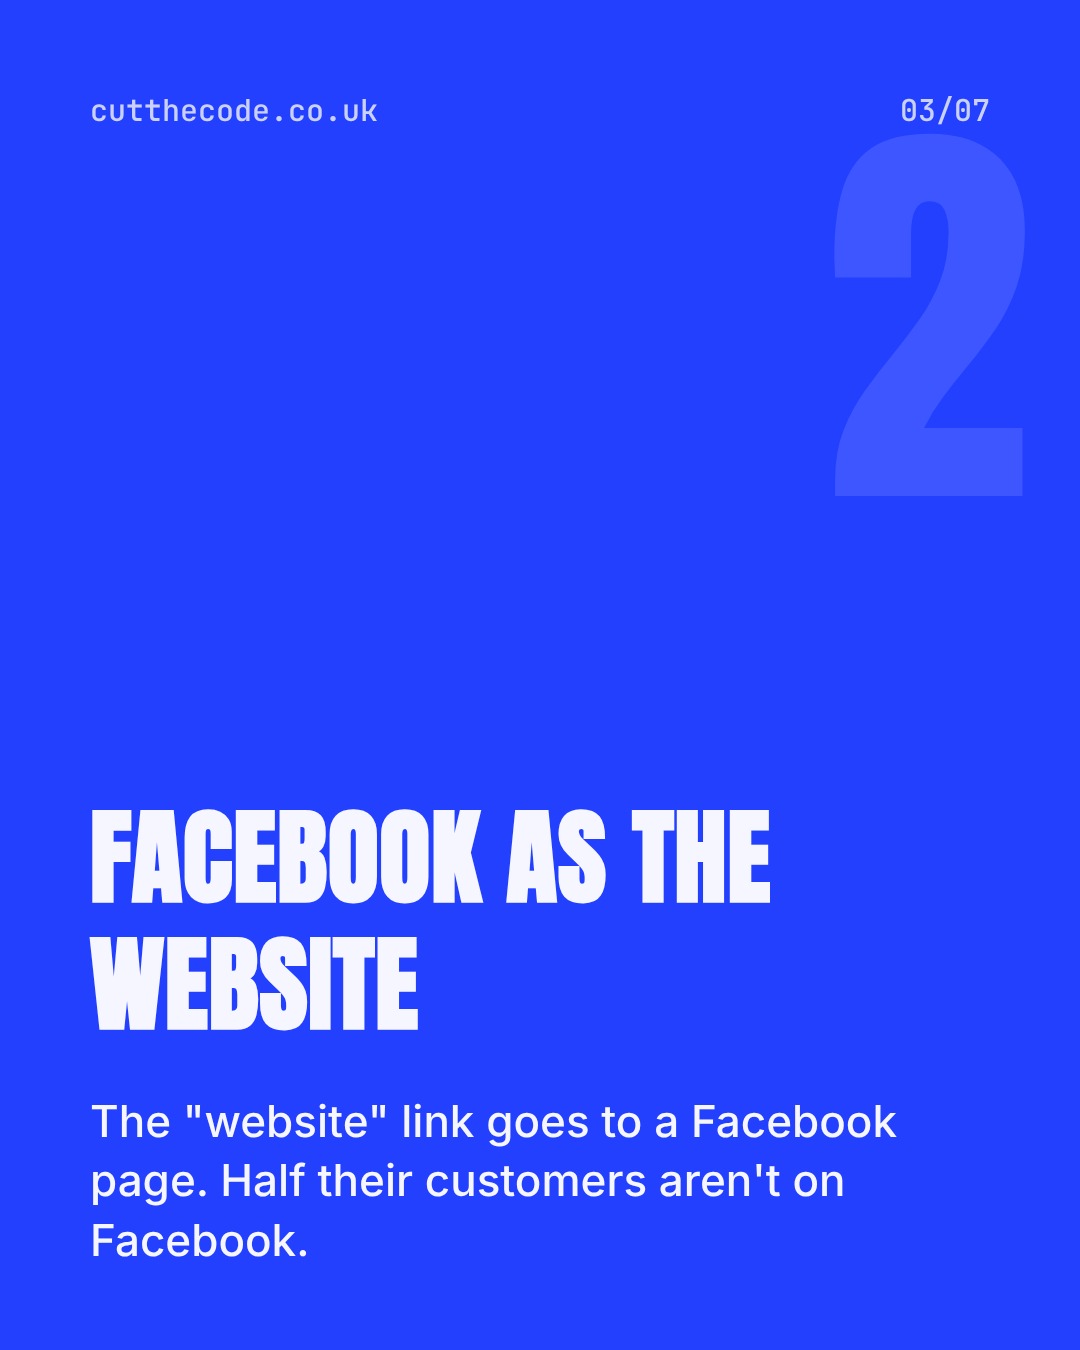 cutthecode.co.uk
03/07
2
FACEBOOK AS THE
WEBSITE
The "website" link goes to a Facebook
page. Half their customers aren't on
Facebook.